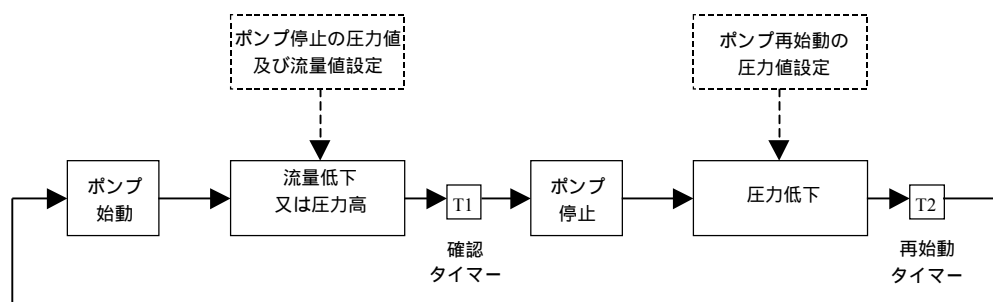 ポンプ停止の圧力値
及び流量値設定
ポンプ再始動の
圧力値設定
ポンプ
始動
流量低下
又は圧力高
T1
確認
タイマー
ポンプ
停止
圧力低下
T2
再始動
タイマー